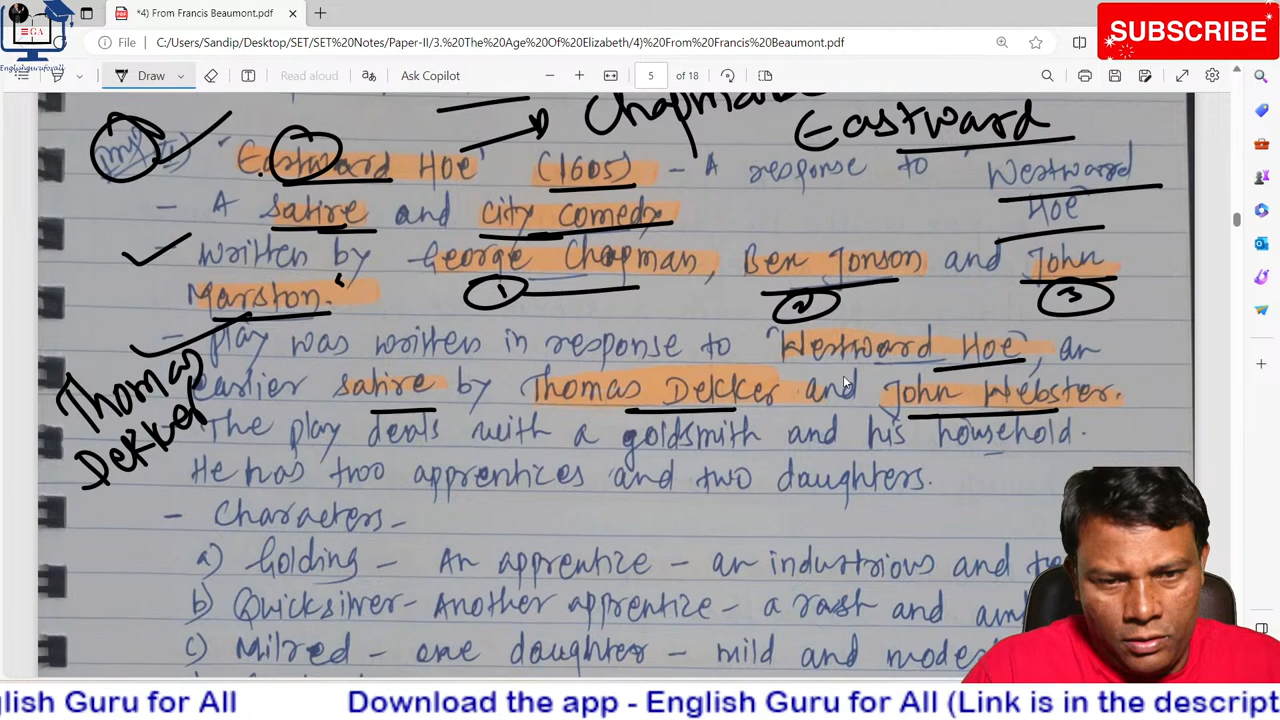 *4) From Francis Beaumont.pdf
SUBSCRIBE
EGA
Englishguruforall
File
C:/Users/Sandip/Desktop/SET/SET%20Notes/Paper-II/3.%20The%20Age%20Of%20Elizabeth/4)%20From%20Francis%20Beaumont.pdf
Draw
Read aloud
Ask Copilot
5 of 18
Chapman
Eastward
'Eastward Hoe' (1605) - A response to 'Westward
Hoe'
- A satire and city comedy
- written by George Chapman, Ben Jonson and John
Marston.
- Play was written in response to 'Westward Hoe', an
earlier satire by Thomas Dekker and John Webster.
Thomas
Dekker
- The play deals with a goldsmith and his household.
He has two apprentices and two daughters.
- Characters -
a) Golding - An apprentice - an industrious and
b) Quicksilver - Another apprentice - a rash and
c) Milred - one daughter - mild and
nglish Guru for All Download the app - English Guru for All (Link is in the descript